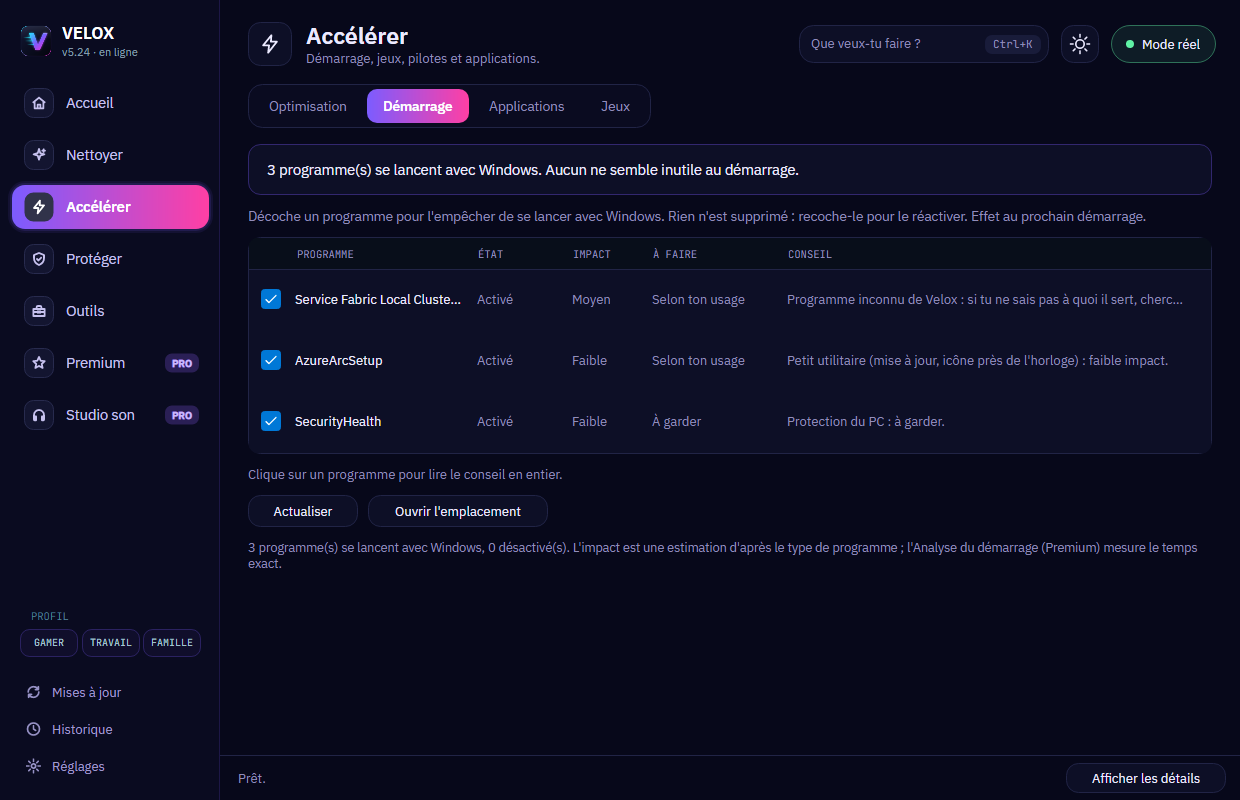 VELOX
v5.24 · en ligne
Accueil
Nettoyer
Accélérer
Protéger
Outils
Premium PRO
Studio son PRO
PROFIL
GAMER TRAVAIL FAMILLE
Mises à jour
Historique
Réglages
Accélérer
Démarrage, jeux, pilotes et applications.
Que veux-tu faire ? Ctrl+K
Mode réel
Optimisation Démarrage Applications Jeux
3 programme(s) se lancent avec Windows. Aucun ne semble inutile au démarrage.
Décoche un programme pour l'empêcher de se lancer avec Windows. Rien n'est supprimé : recoche-le pour le réactiver. Effet au prochain démarrage.
PROGRAMME ÉTAT IMPACT À FAIRE CONSEIL
Service Fabric Local Cluste... Activé Moyen Selon ton usage Programme inconnu de Velox : si tu ne sais pas à quoi il sert, cherc...
AzureArcSetup Activé Faible Selon ton usage Petit utilitaire (mise à jour, icône près de l'horloge) : faible impact.
SecurityHealth Activé Faible À garder Protection du PC : à garder.
Clique sur un programme pour lire le conseil en entier.
Actualiser Ouvrir l'emplacement
3 programme(s) se lancent avec Windows, 0 désactivé(s). L'impact est une estimation d'après le type de programme ; l'Analyse du démarrage (Premium) mesure le temps
exact.
Prêt.
Afficher les détails